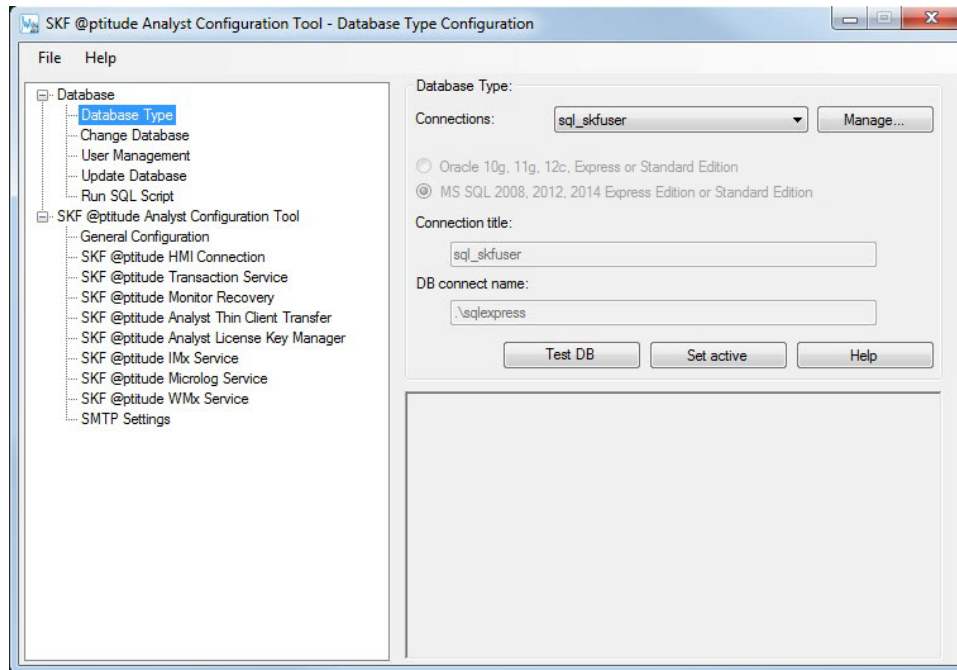 SKF @ptitude Analyst Configuration Tool - Database Type Configuration
File Help
Database
Database Type
Change Database
User Management
Update Database
Run SQL Script
SKF @ptitude Analyst Configuration Tool
General Configuration
SKF @ptitude HMI Connection
SKF @ptitude Transaction Service
SKF @ptitude Monitor Recovery
SKF @ptitude Analyst Thin Client Transfer
SKF @ptitude Analyst License Key Manager
SKF @ptitude IMx Service
SKF @ptitude Microlog Service
SKF @ptitude WMx Service
SMTP Settings
Database Type:
Connections: sql_skfuser Manage...
Oracle 10g, 11g, 12c, Express or Standard Edition
MS SQL 2008, 2012, 2014 Express Edition or Standard Edition
Connection title:
sql_skfuser
DB connect name:
.\sqlexpress
Test DB Set active Help